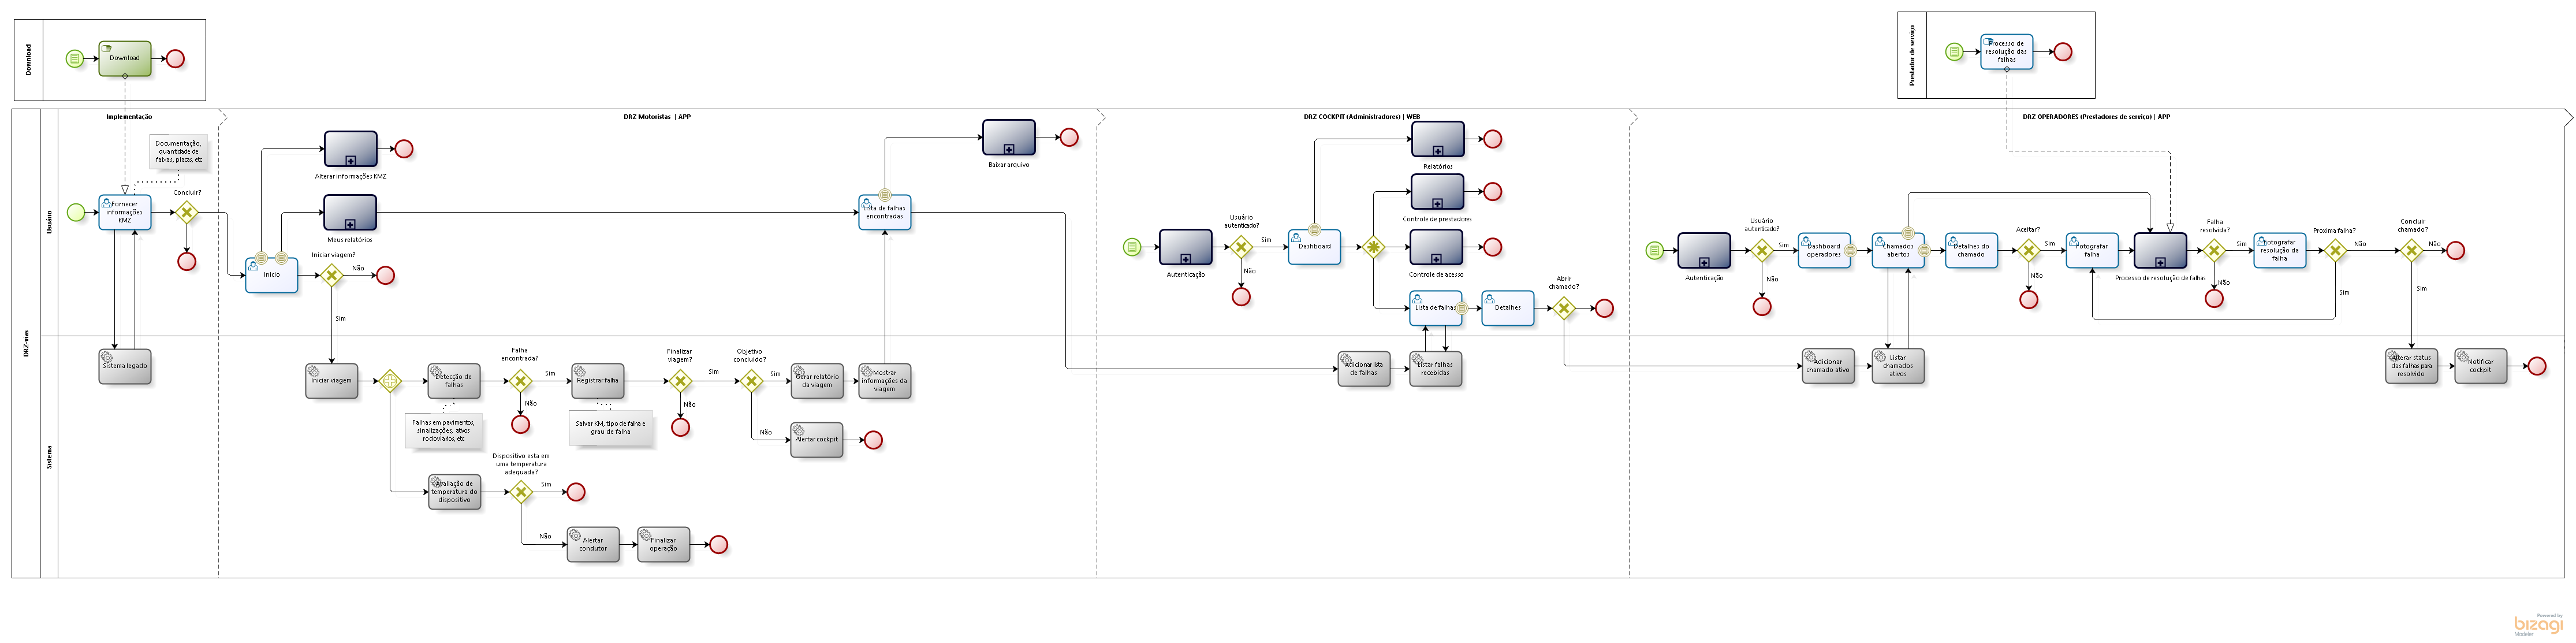 Download
Download
Prestador de serviço
Processo de
resolução das
falhas
DRZ-vias
Usuário
Sistema
Implementação
Documentação,
quantidade de
faixas, placas, etc
Fornecer
informações
KMZ
Concluir?
Sistema legado
DRZ Motoristas | APP
Alterar informações KMZ
Meus relatórios
Inicio
Iniciar viagem?
Não
Sim
Baixar arquivo
Lista de falhas
encontradas
Iniciar viagem
Detecção de
falhas
Falhas em pavimentos,
sinalizações, ativos
rodoviarios, etc
Falha
encontrada?
Sim
Não
Registrar falha
Salvar KM, tipo de falha e
grau de falha
Finalizar
viagem?
Sim
Não
Objetivo
concluido?
Sim
Não
Gerar relatório
da viagem
Mostrar
informações da
viagem
Alertar cockpit
Avaliação de
temperatura do
dispositivo
Dispositivo esta em
uma temperatura
adequada?
Sim
Não
Alertar
condutor
Finalizar
operação
DRZ COCKPIT (Administradores) | WEB
Autenticação
Usuário
autenticado?
Sim
Não
Dashboard
Relatórios
Controle de prestadores
Controle de acesso
Lista de falhas
Detalhes
Abrir
chamado?
Adicionar lista
de falhas
Listar falhas
recebidas
DRZ OPERADORES (Prestadores de serviço) | APP
Autenticação
Usuário
autenticado?
Sim
Não
Dashboard
operadores
Chamados
abertos
Detalhes do
chamado
Aceitar?
Sim
Não
Fotografar
falha
Processo de resolução de falhas
Falha
resolvida?
Sim
Não
Fotografar
resolução da
falha
Proxima falha?
Não
Sim
Concluir
chamado?
Não
Sim
Adicionar
chamado ativo
Listar
chamados
ativos
Alterar status
das falhas para
resolvido
Notificar
cockpit
Powered by
bizagi
Modeler